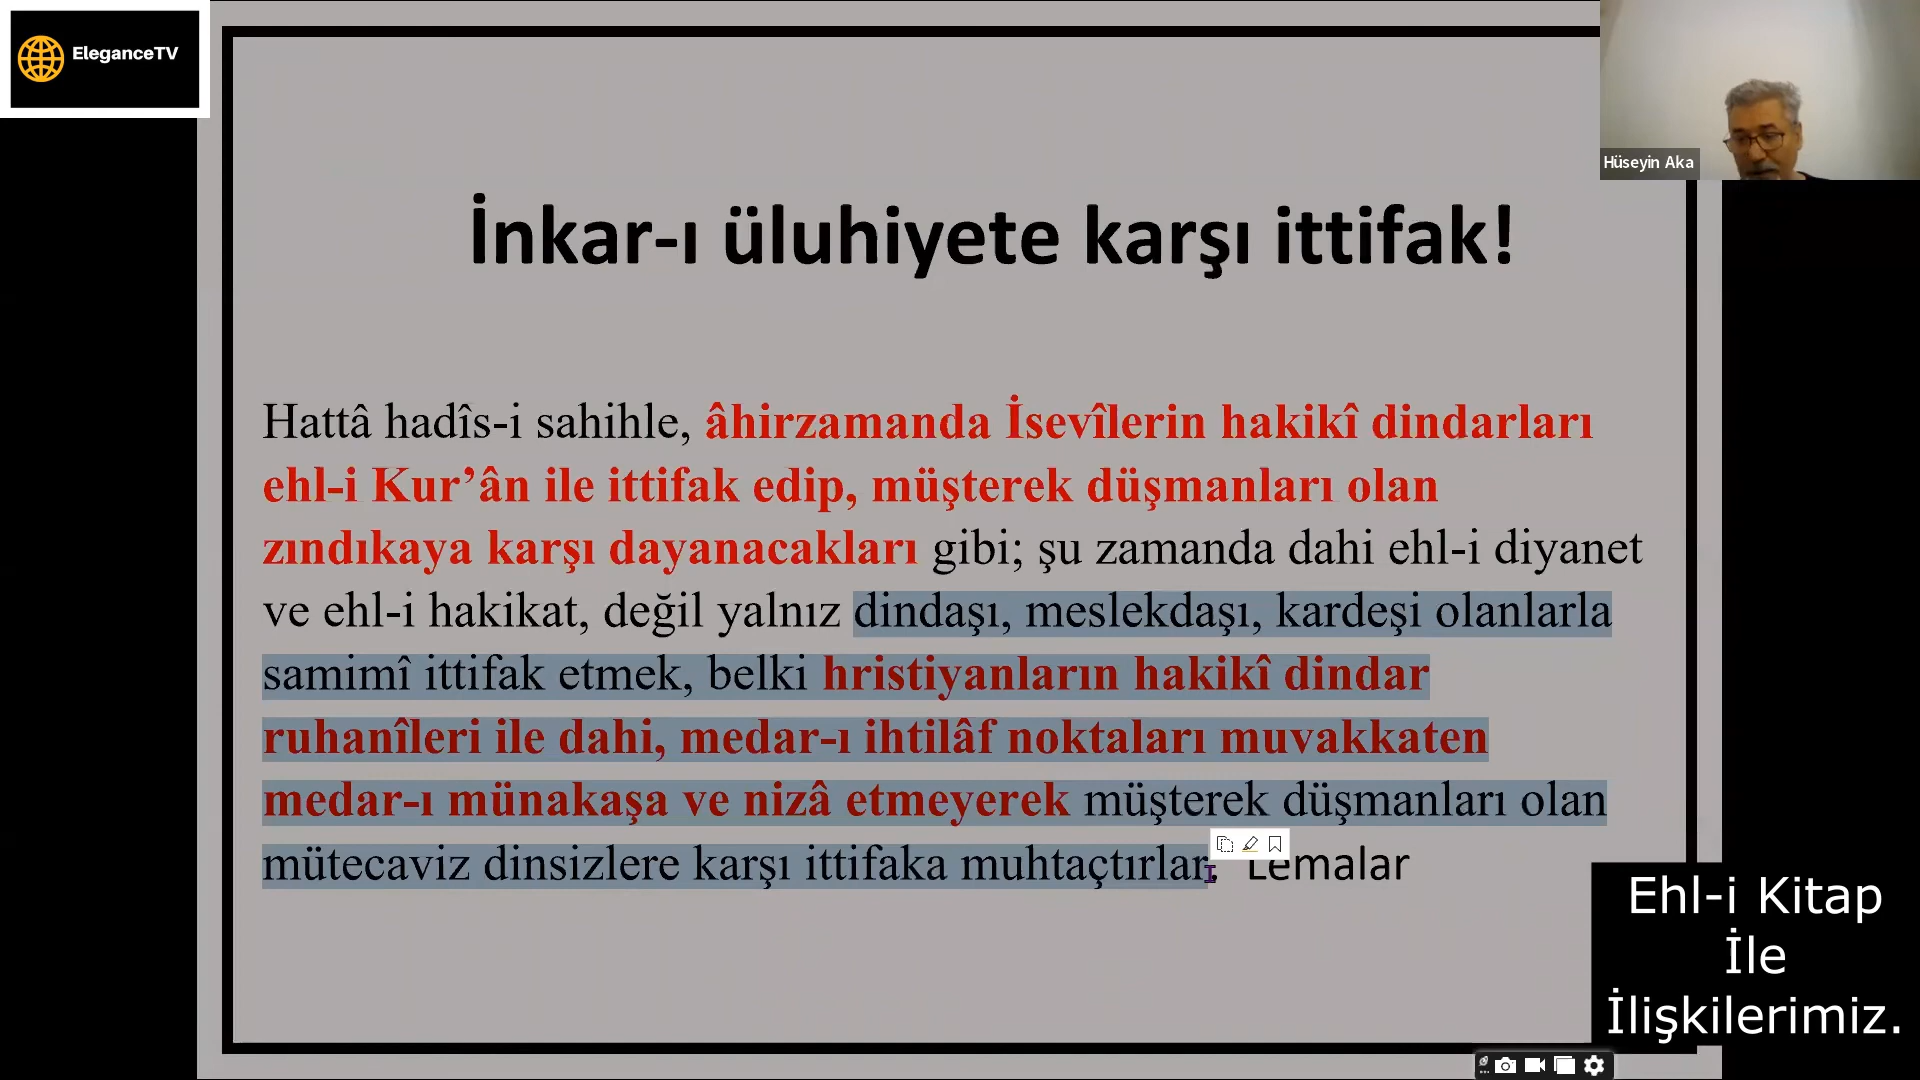 EleganceTV
Hüseyin Aka
İnkar-ı üluhiyete karşı ittifak!
Hattâ hadîs-i sahihle, âhirzamanda İsevîlerin hakikî dindarları
ehl-i Kur’ân ile ittifak edip, müşterek düşmanları olan
zındıkaya karşı dayanacakları gibi; şu zamanda dahi ehl-i diyanet
ve ehl-i hakikat, değil yalnız dindaşı, meslekdaşı, kardeşi olanlarla
samimî ittifak etmek, belki hristiyanların hakikî dindar
ruhanîleri ile dahi, medar-ı ihtilâf noktaları muvakkaten
medar-ı münakaşa ve nizâ etmeyerek müşterek düşmanları olan
mütecaviz dinsizlere karşı ittifaka muhtaçtırlar. Lemalar
Ehl-i Kitap
İle
İlişkilerimiz.